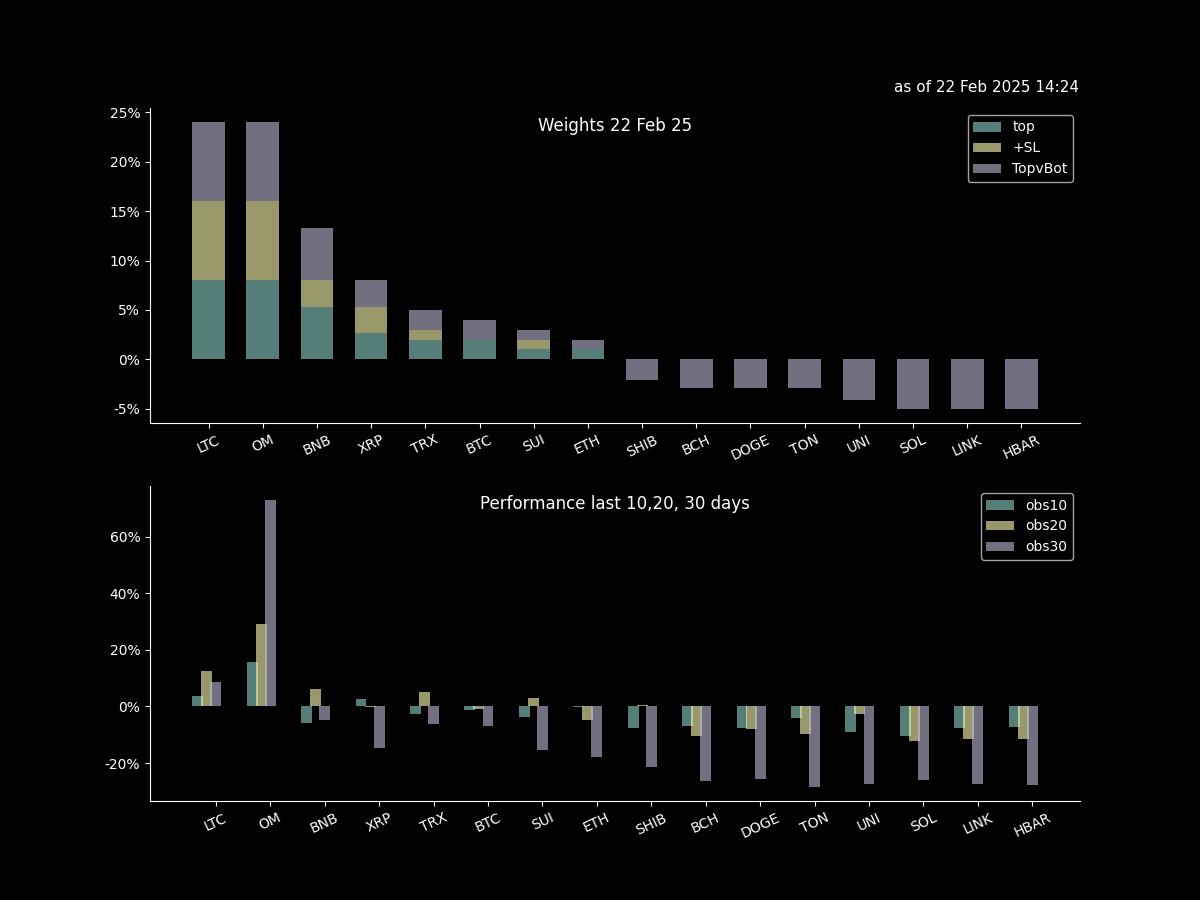 as of 22 Feb 2025 14:24
Weights 22 Feb 25
top
+SL
TopvBot
25%
20%
15%
10%
5%
0%
-5%
LTC OM BNB XRP TRX BTC SUI ETH SHIB BCH DOGE TON UNI SOL LINK HBAR
Performance last 10,20, 30 days
obs10
obs20
obs30
60%
40%
20%
0%
-20%
LTC OM BNB XRP TRX BTC SUI ETH SHIB BCH DOGE TON UNI SOL LINK HBAR